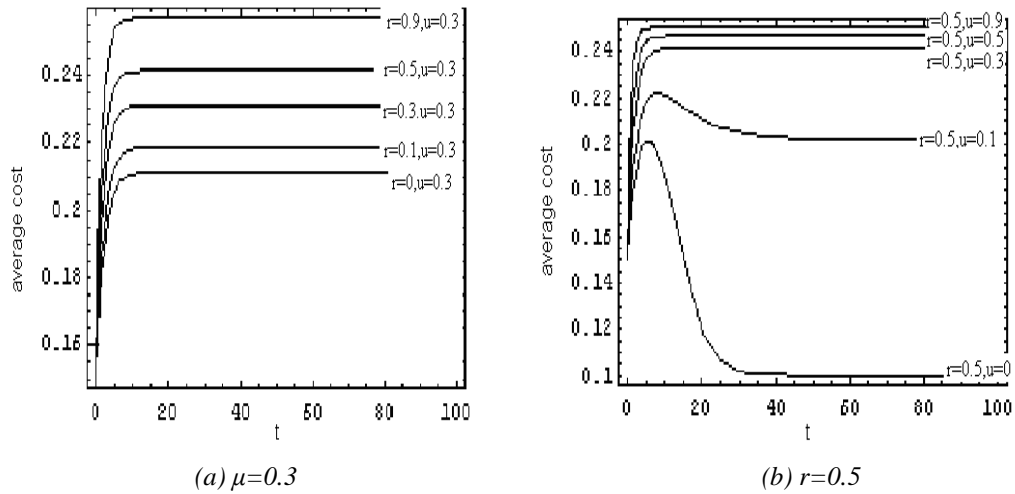 average cost
0.24
0.22
0.2
0.18
0.16
0 20 40 60 80 100
t
r=0.9,u=0.3
r=0.5,u=0.3
r=0.3.u=0.3
r=0.1,u=0.3
r=0,u=0.3
(a) μ=0.3
average cost
0.24
0.22
0.2
0.18
0.16
0.14
0.12
0.1
0 20 40 60 80 100
t
r=0.5,u=0.9
r=0.5,u=0.5
r=0.5,u=0.3
r=0.5,u=0.1
r=0.5,u=0
(b) r=0.5